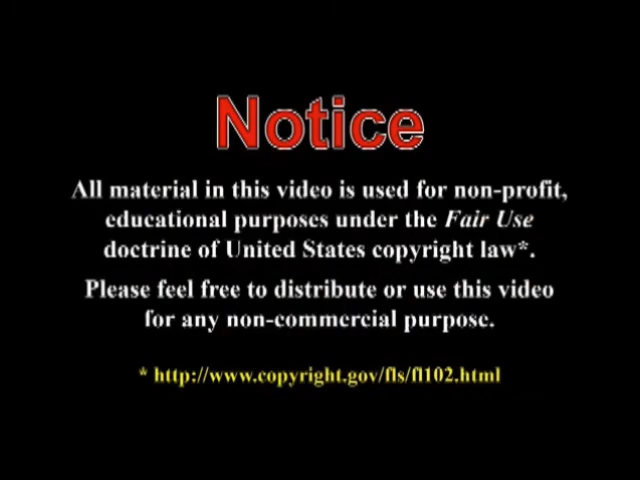 Notice
All material in this video is used for non-profit,
educational purposes under the Fair Use
doctrine of United States copyright law*.
Please feel free to distribute or use this video
for any non-commercial purpose.
* http://www.copyright.gov/fls/fl102.html